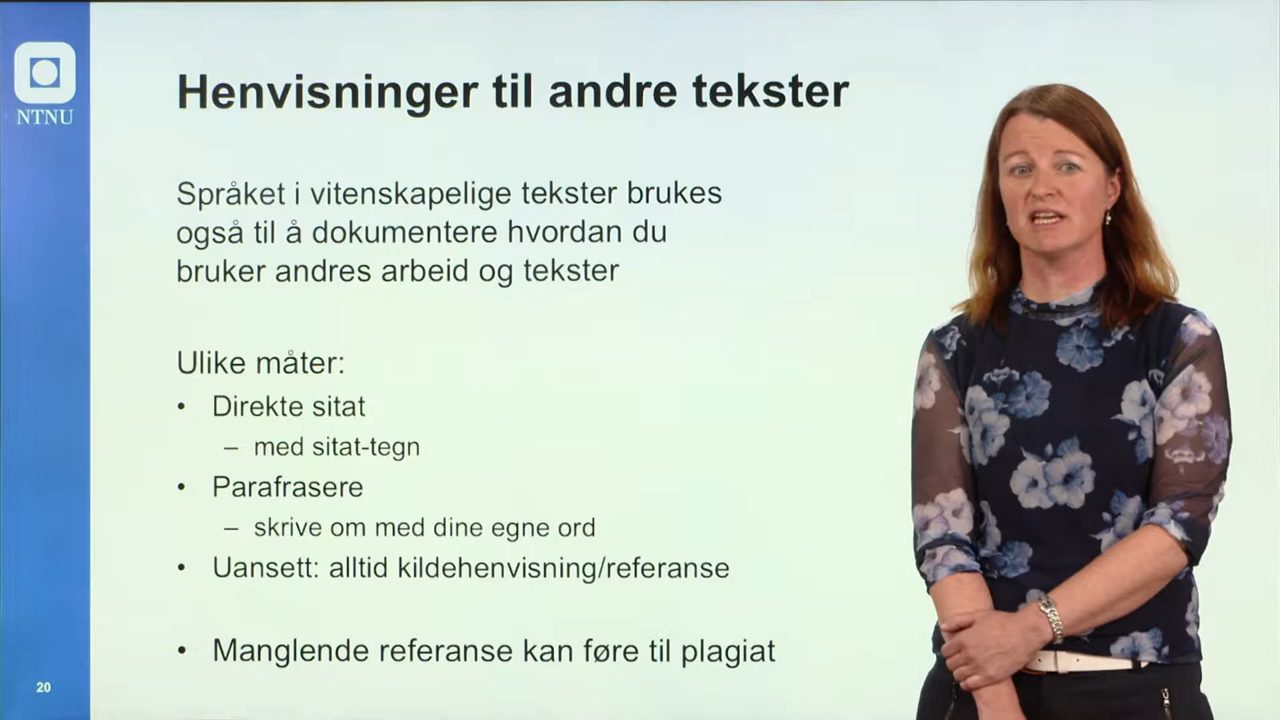 NTNU
Henvisninger til andre tekster
Språket i vitenskapelige tekster brukes
også til å dokumentere hvordan du
bruker andres arbeid og tekster
Ulike måter:
• Direkte sitat
– med sitat-tegn
• Parafrasere
– skrive om med dine egne ord
• Uansett: alltid kildehenvisning/referanse
• Manglende referanse kan føre til plagiat
20